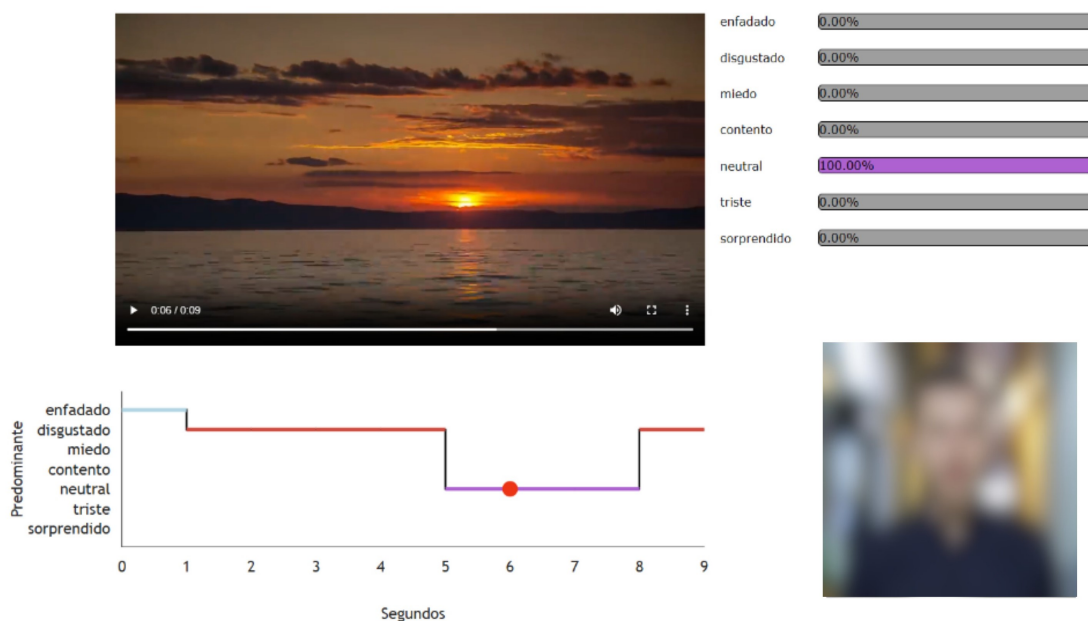 enfadado 0.00%
disgustado 0.00%
miedo 0.00%
contento 0.00%
neutral 100.00%
triste 0.00%
sorprendido 0.00%
0:06 / 0:09
Predominante
enfadado
disgustado
miedo
contento
neutral
triste
sorprendido
0 1 2 3 4 5 6 7 8 9
Segundos